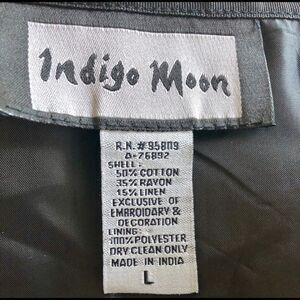 Indigo Moon
R.N. #95809
D-76892
SHELL:
50% COTTON
35% RAYON
15% LINEN
EXCLUSIVE OF
EMBROIDARY &
DECORATION
LINING:
100% POLYESTER
DRY CLEAN ONLY
MADE IN INDIA
L